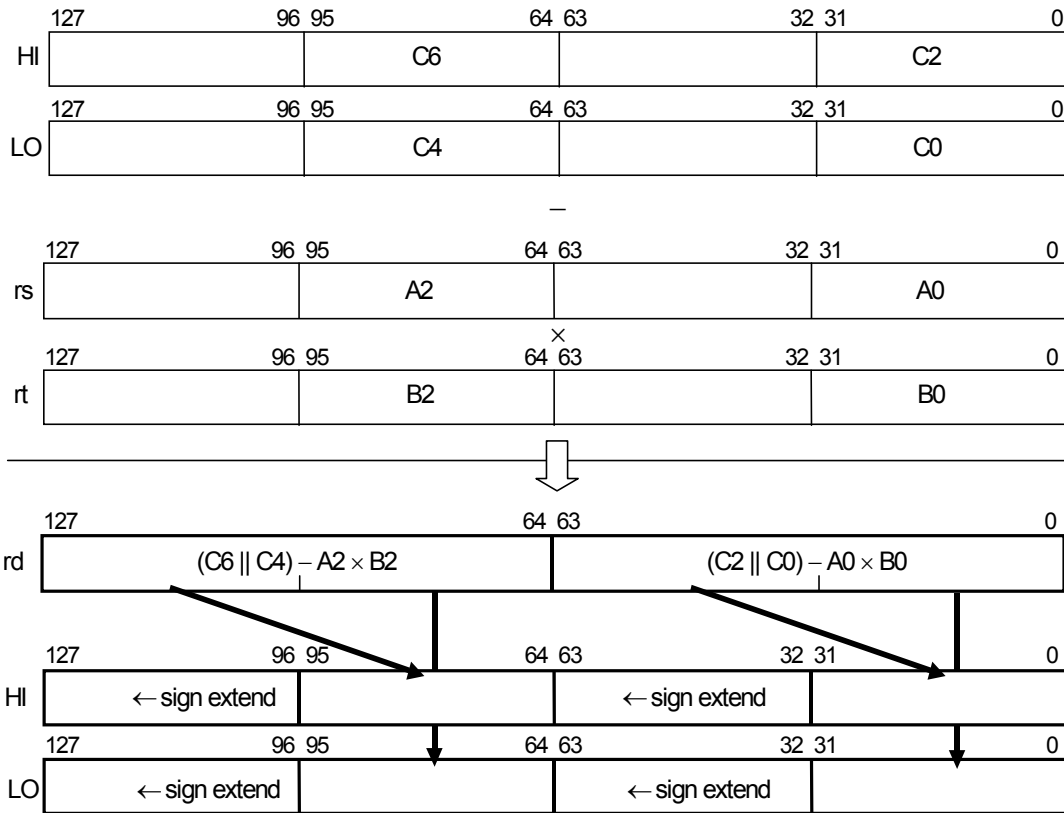 127 96 95 64 63 32 31 0
HI C6 C2
127 96 95 64 63 32 31 0
LO C4 C0
−
127 96 95 64 63 32 31 0
rs A2 A0
×
127 96 95 64 63 32 31 0
rt B2 B0
127 64 63 0
rd (C6 || C4) − A2 × B2 (C2 || C0) − A0 × B0
127 96 95 64 63 32 31 0
HI ← sign extend ← sign extend
127 96 95 64 63 32 31 0
LO ← sign extend ← sign extend